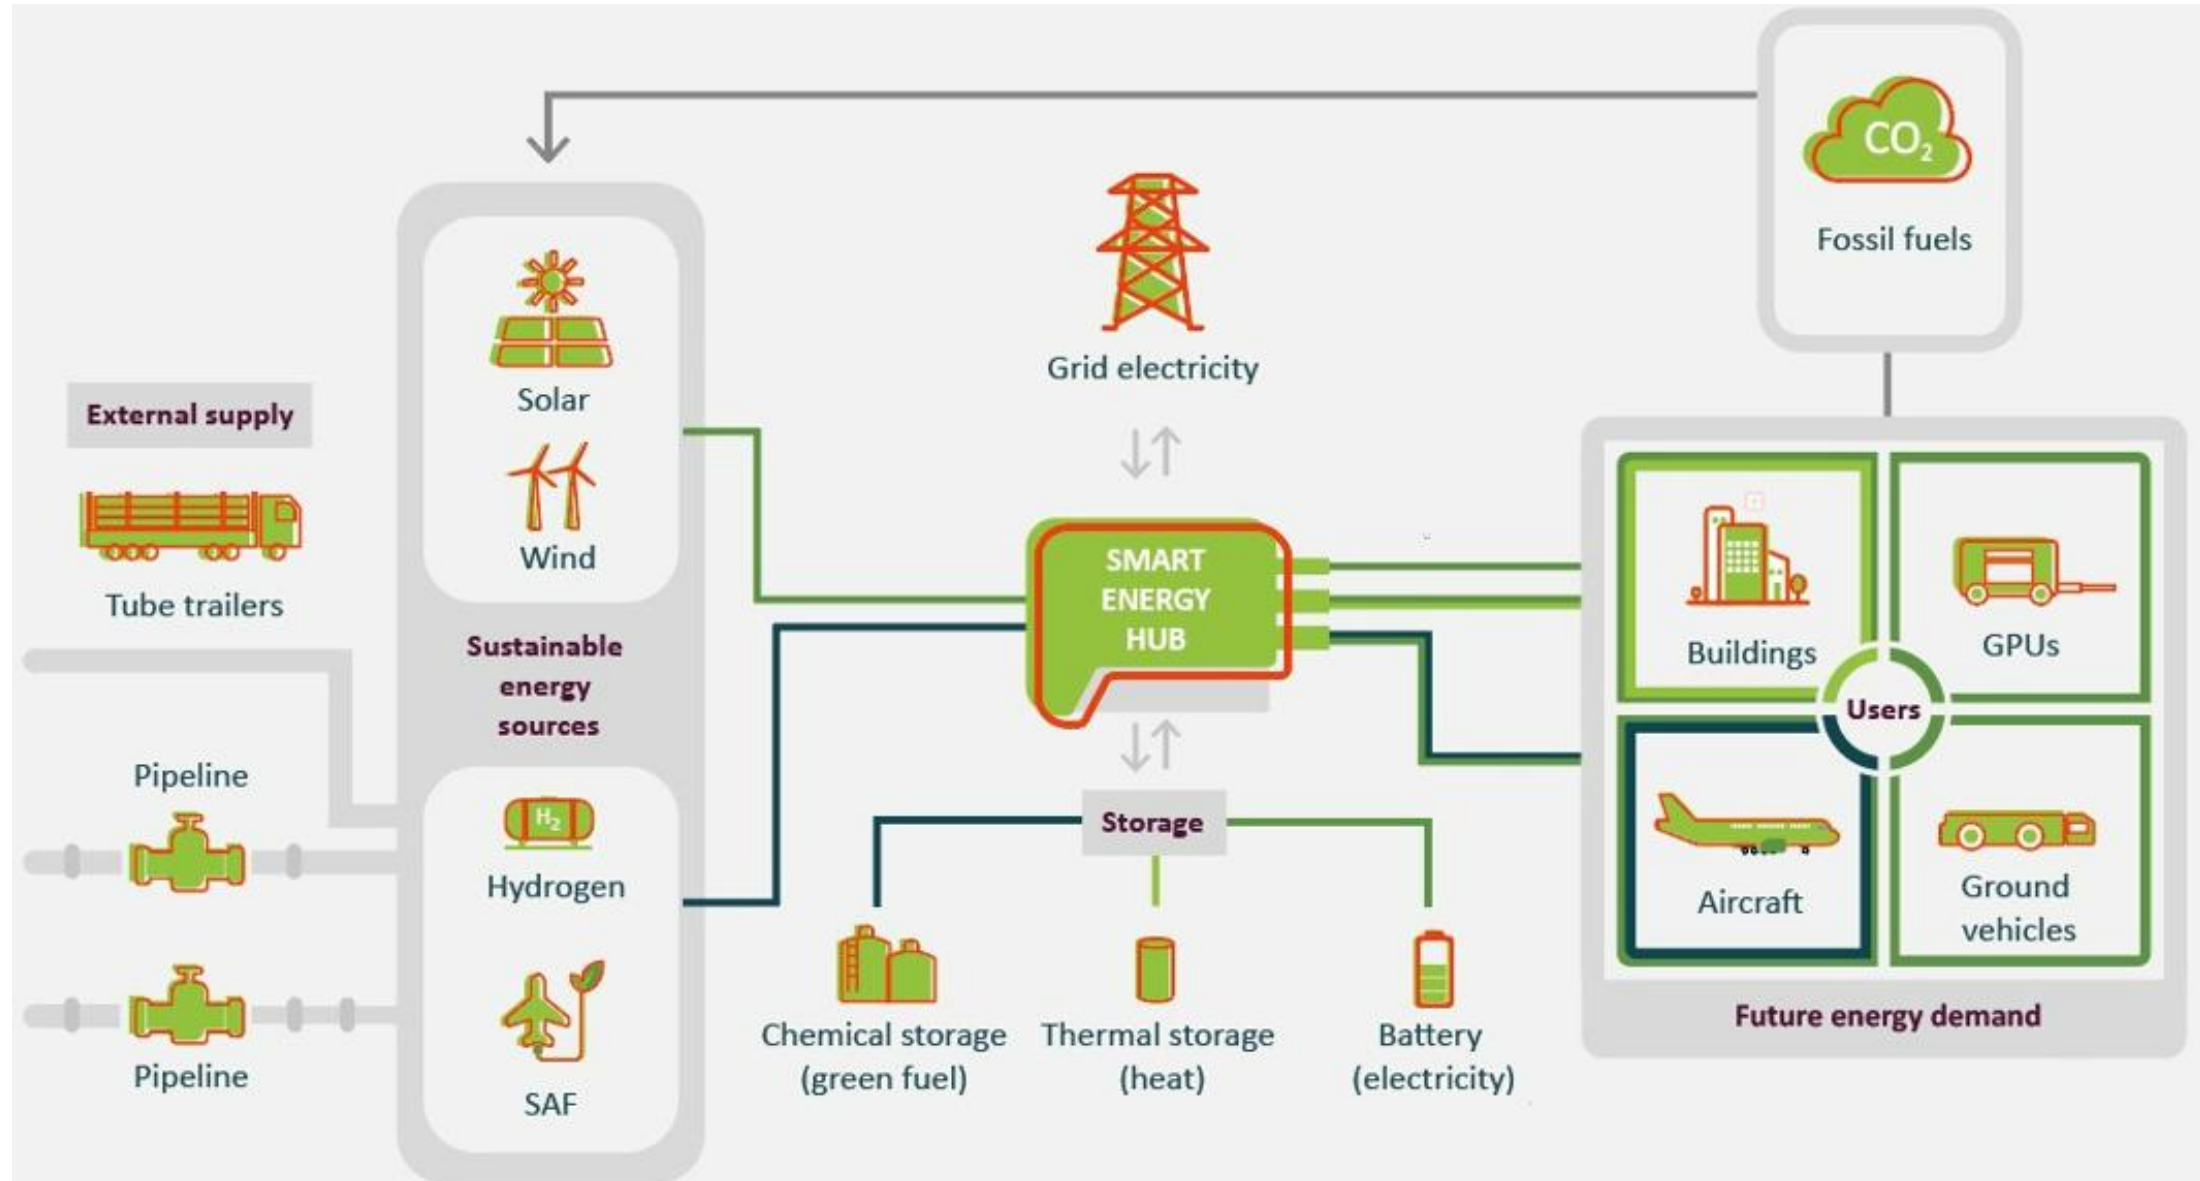 CO₂
Fossil fuels
Grid electricity
Solar
Wind
External supply
Tube trailers
Sustainable
energy
sources
SMART
ENERGY
HUB
Buildings
GPUs
Users
Aircraft
Ground
vehicles
Future energy demand
Pipeline
Pipeline
H₂
Hydrogen
SAF
Storage
Chemical storage
(green fuel)
Thermal storage
(heat)
Battery
(electricity)